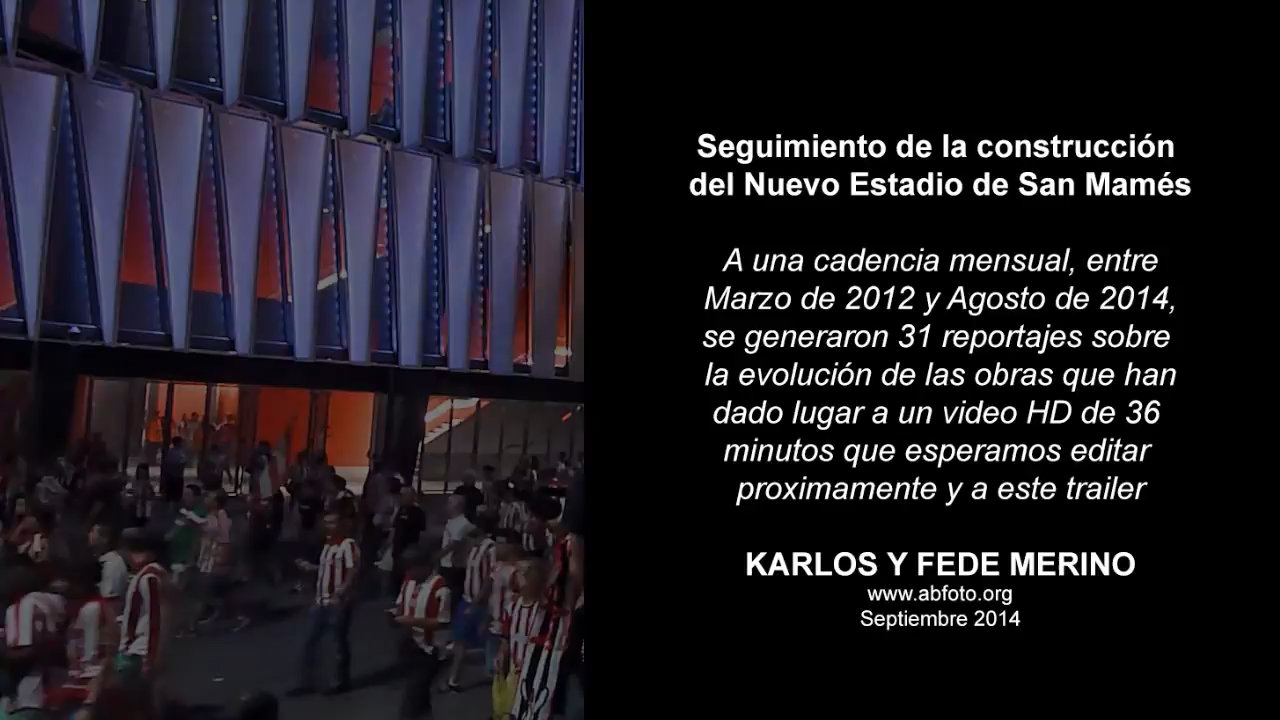 Seguimiento de la construcción
del Nuevo Estadio de San Mamés
A una cadencia mensual, entre
Marzo de 2012 y Agosto de 2014,
se generaron 31 reportajes sobre
la evolución de las obras que han
dado lugar a un video HD de 36
minutos que esperamos editar
proximamente y a este trailer
KARLOS Y FEDE MERINO
www.abfoto.org
Septiembre 2014